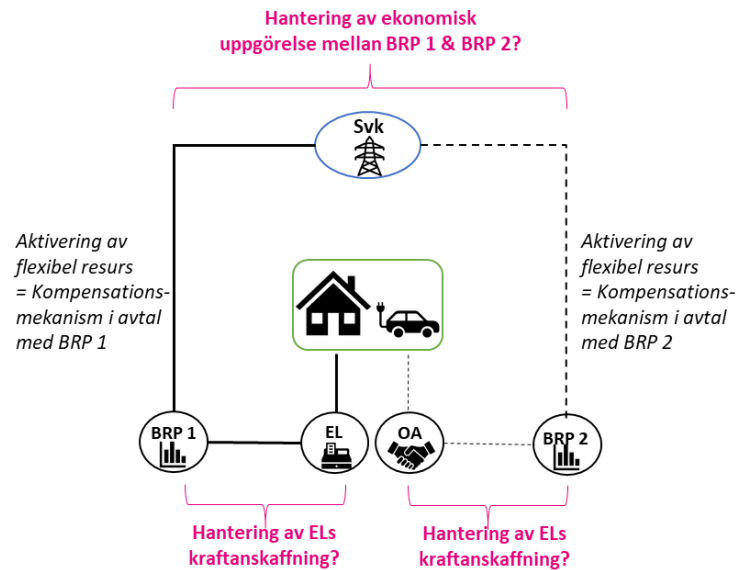 Hantering av ekonomisk
uppgörelse mellan BRP 1 & BRP 2?
Svk
Aktivering av
flexibel resurs
= Kompensations-
mekanism i avtal
med BRP 1
Aktivering av
flexibel resurs
= Kompensations-
mekanism i avtal
med BRP 2
BRP 1
EL
OA
BRP 2
Hantering av ELs
kraftanskaffning?
Hantering av ELs
kraftanskaffning?